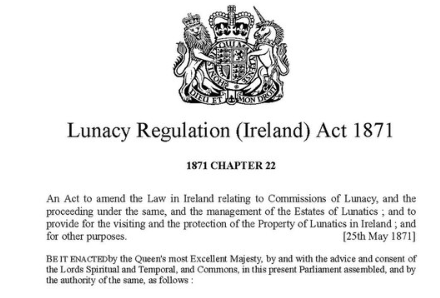 DIEU ET MON DROIT
Lunacy Regulation (Ireland) Act 1871
1871 CHAPTER 22
An Act to amend the Law in Ireland relating to Commissions of Lunacy, and the
proceeding under the same, and the management of the Estates of Lunatics ; and to
provide for the visiting and the protection of the Property of Lunatics in Ireland ; and
for other purposes. [25th May 1871]
BE IT ENACTEDby the Queen's most Excellent Majesty, by and with the advice and consent of
the Lords Spiritual and Temporal, and Commons, in this present Parliament assembled, and by
the authority of the same, as follows :